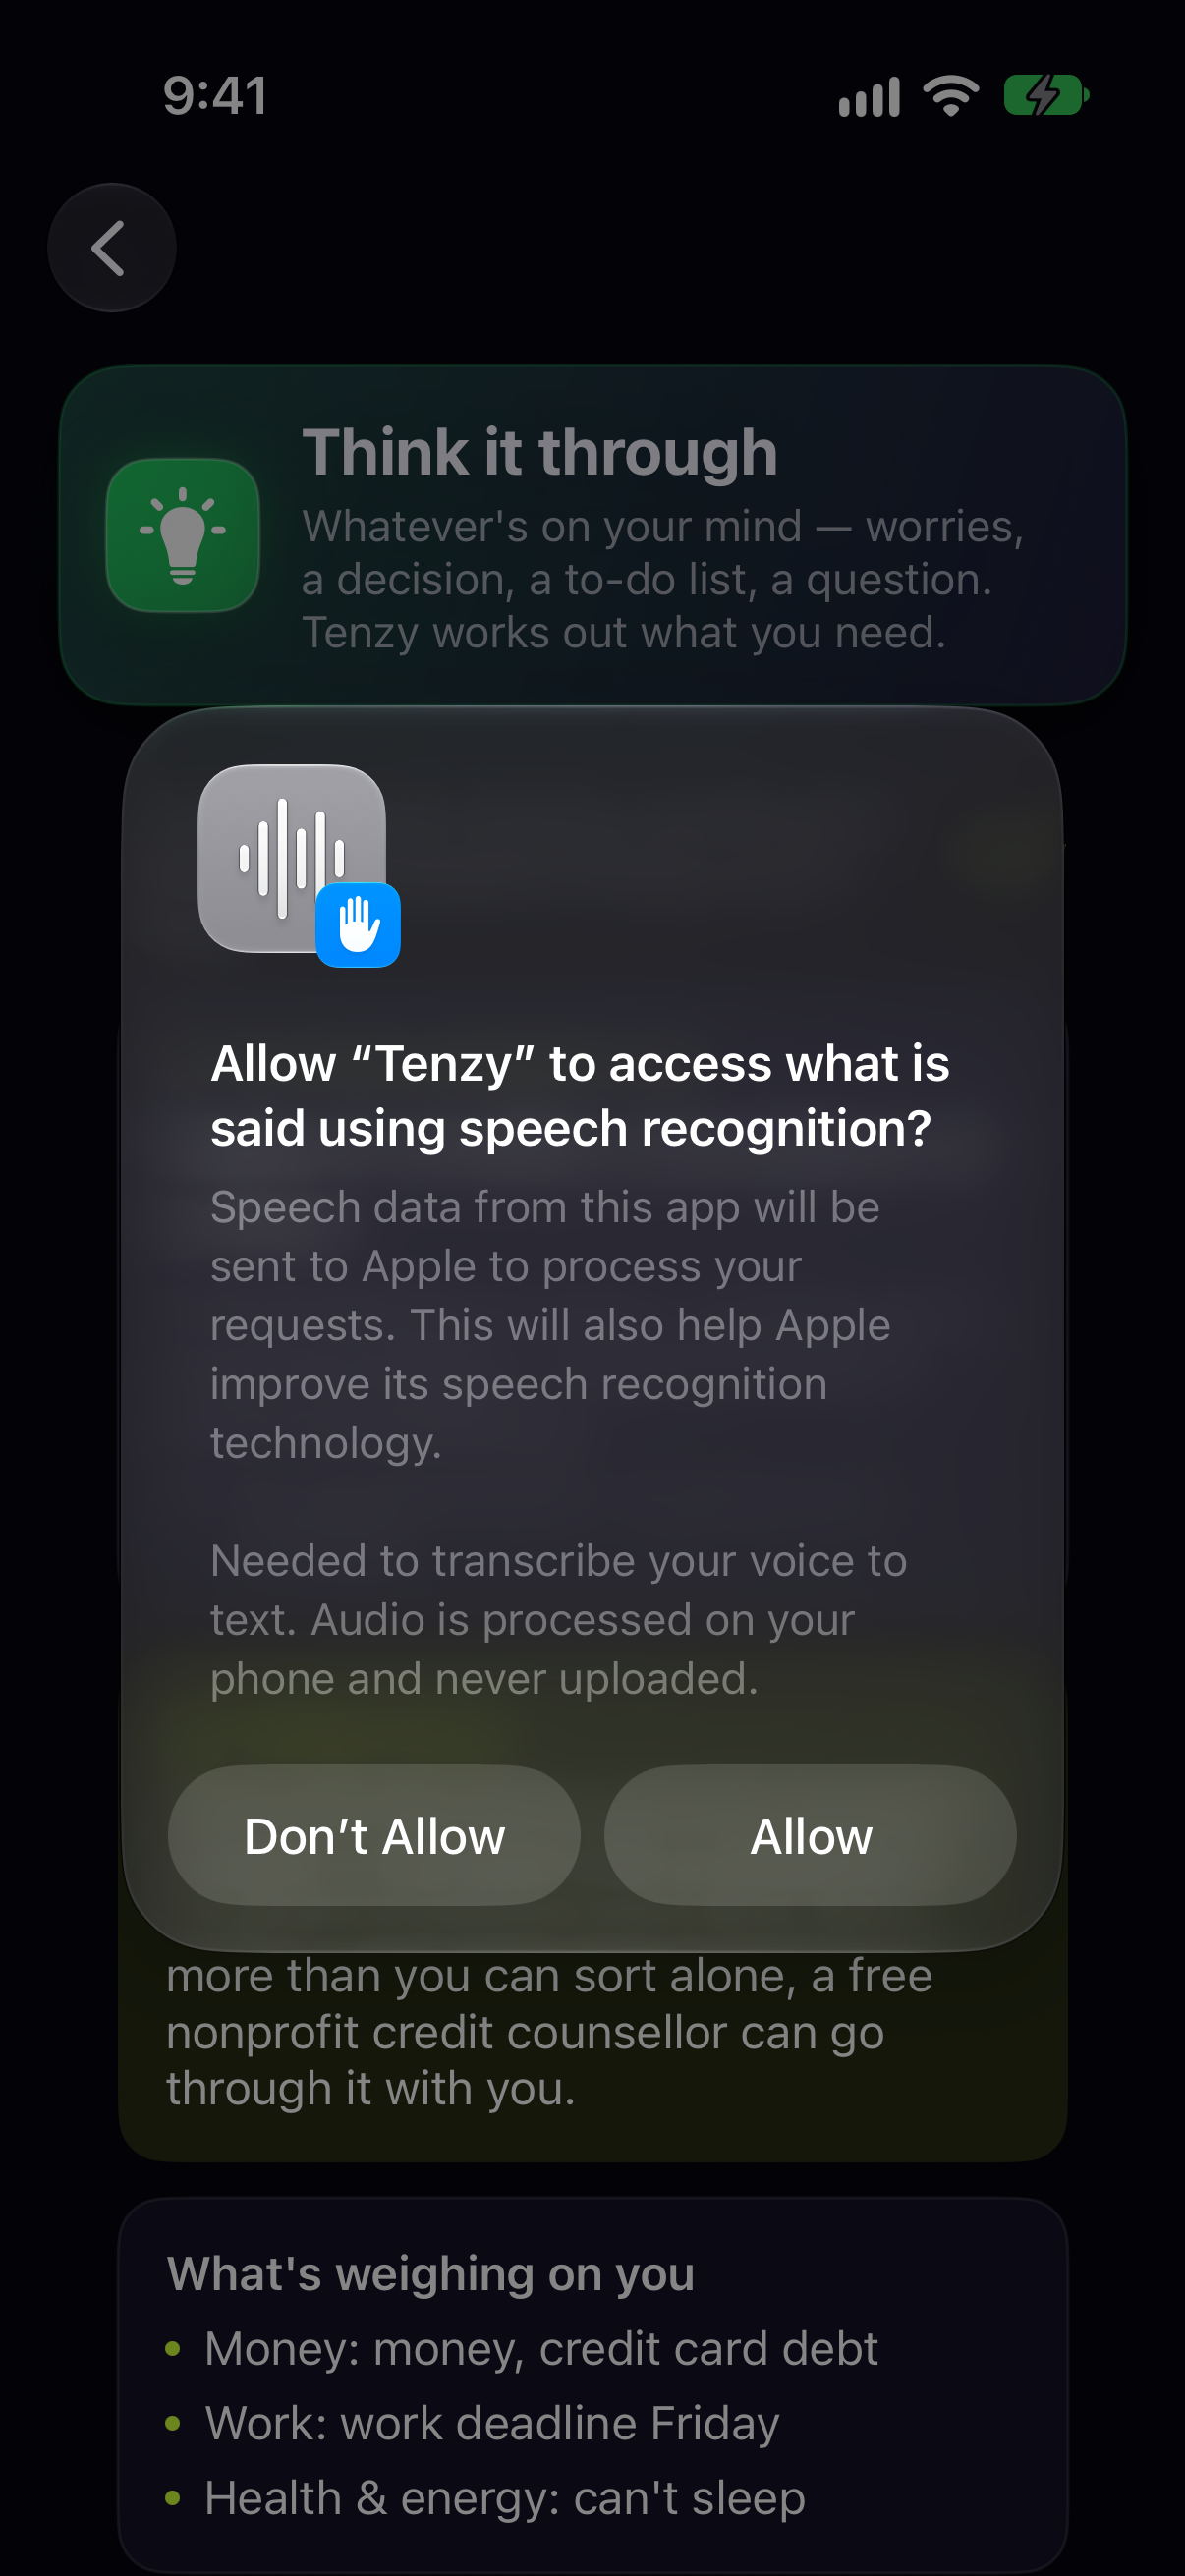 9:41
Think it through
Whatever's on your mind — worries,
a decision, a to-do list, a question.
Tenzy works out what you need.
Allow “Tenzy” to access what is
said using speech recognition?
Speech data from this app will be
sent to Apple to process your
requests. This will also help Apple
improve its speech recognition
technology.
Needed to transcribe your voice to
text. Audio is processed on your
phone and never uploaded.
Don’t Allow
Allow
more than you can sort alone, a free
nonprofit credit counsellor can go
through it with you.
What's weighing on you
Money: money, credit card debt
Work: work deadline Friday
Health & energy: can't sleep